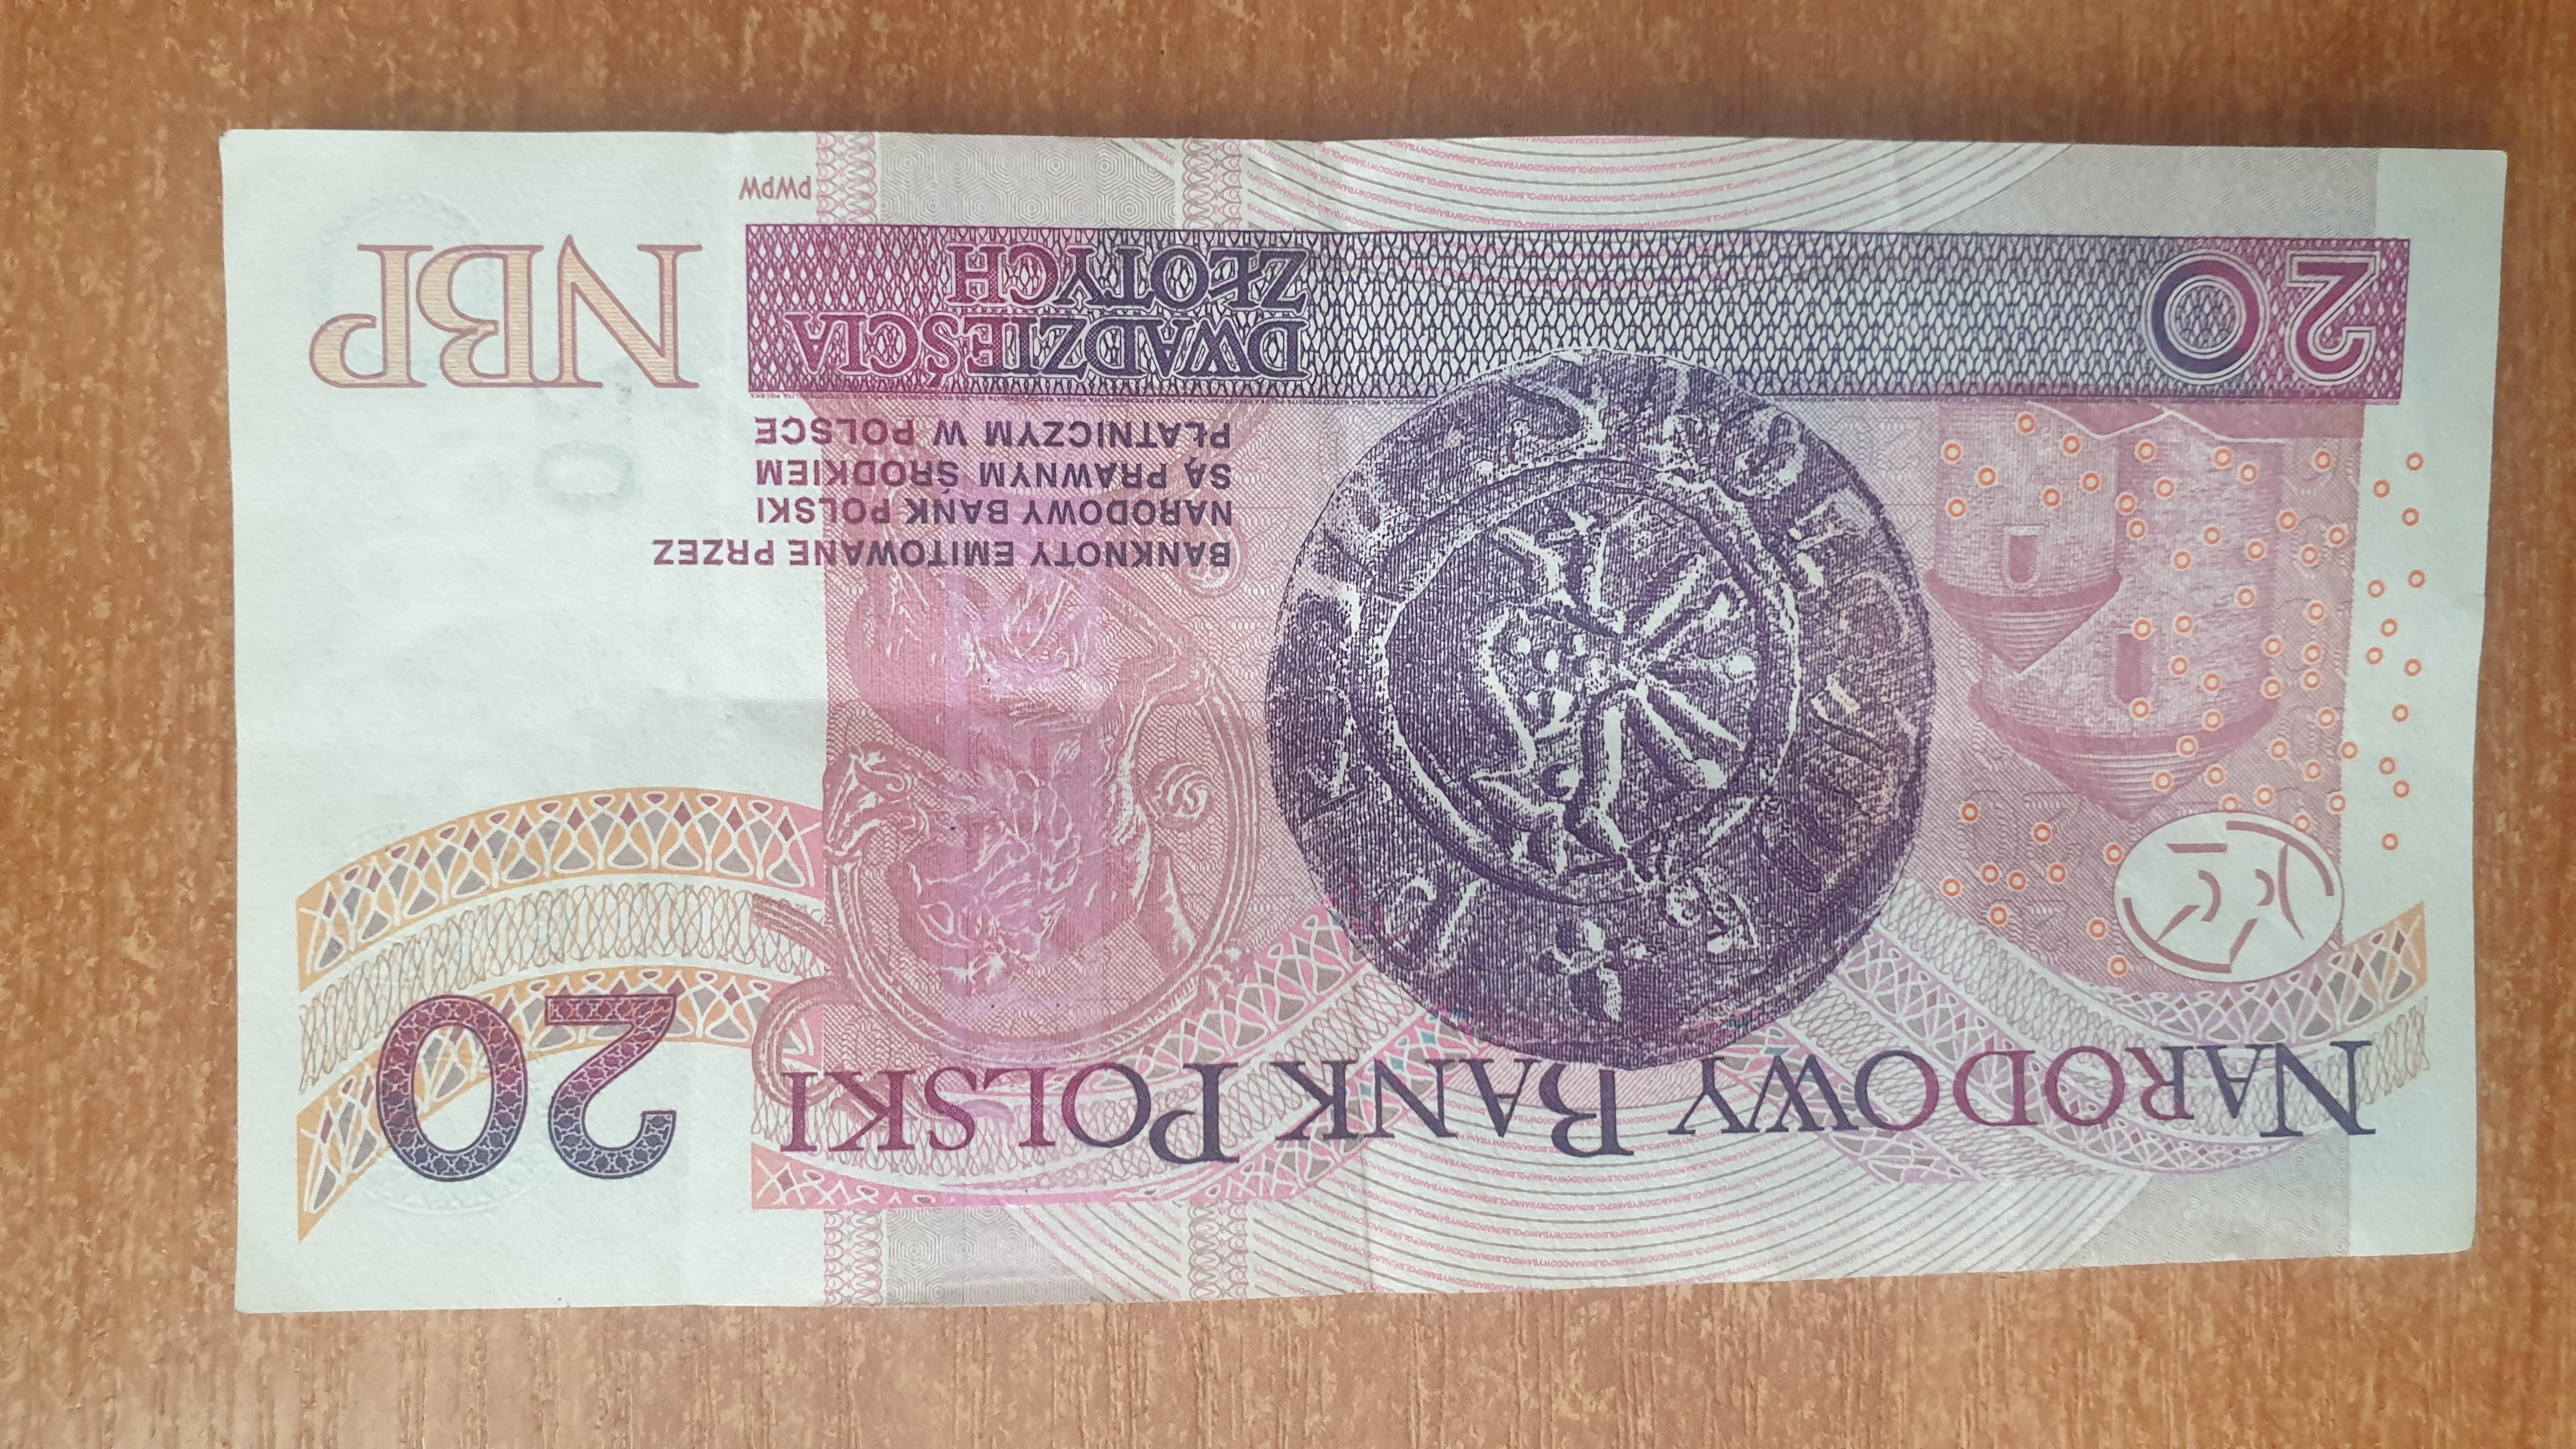 NARODOWY BANK POLSKI
20
BANKNOTY EMITOWANE PRZEZ
NARODOWY BANK POLSKI
SĄ PRAWNYM ŚRODKIEM
PŁATNICZYM W POLSCE
20
DWADZIEŚCIA
ZŁOTYCH
NBP
PWPW